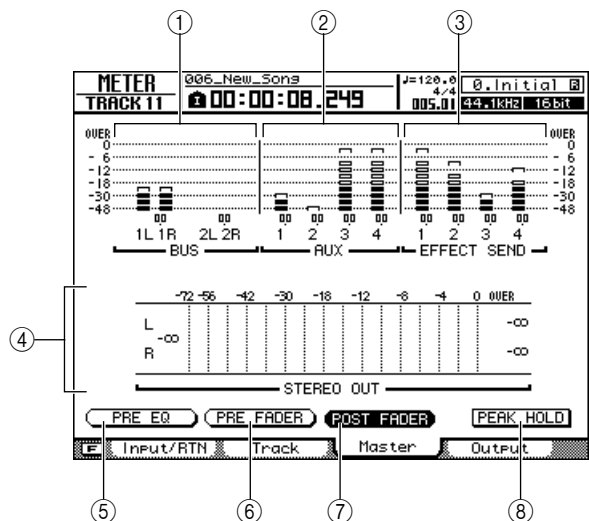 ① ② ③
METER 006_New_Song ♩=120.0 0.Initial
TRACK 11 00:00:08.249 4/4 005.01 44.1kHz 16bit
OVER OVER
0 0
- 6 - 6
-12 -12
-18 -18
-30 -30
-48 -48
1L 1R 2L 2R 1 2 3 4 1 2 3 4
BUS AUX EFFECT SEND
④
-72 -56 -42 -30 -18 -12 -8 -4 0 OVER
L -∞
-∞
R -∞
STEREO OUT
PRE EQ PRE FADER POST FADER PEAK HOLD
F Input/RTN Track Master Output
⑤ ⑥ ⑦ ⑧